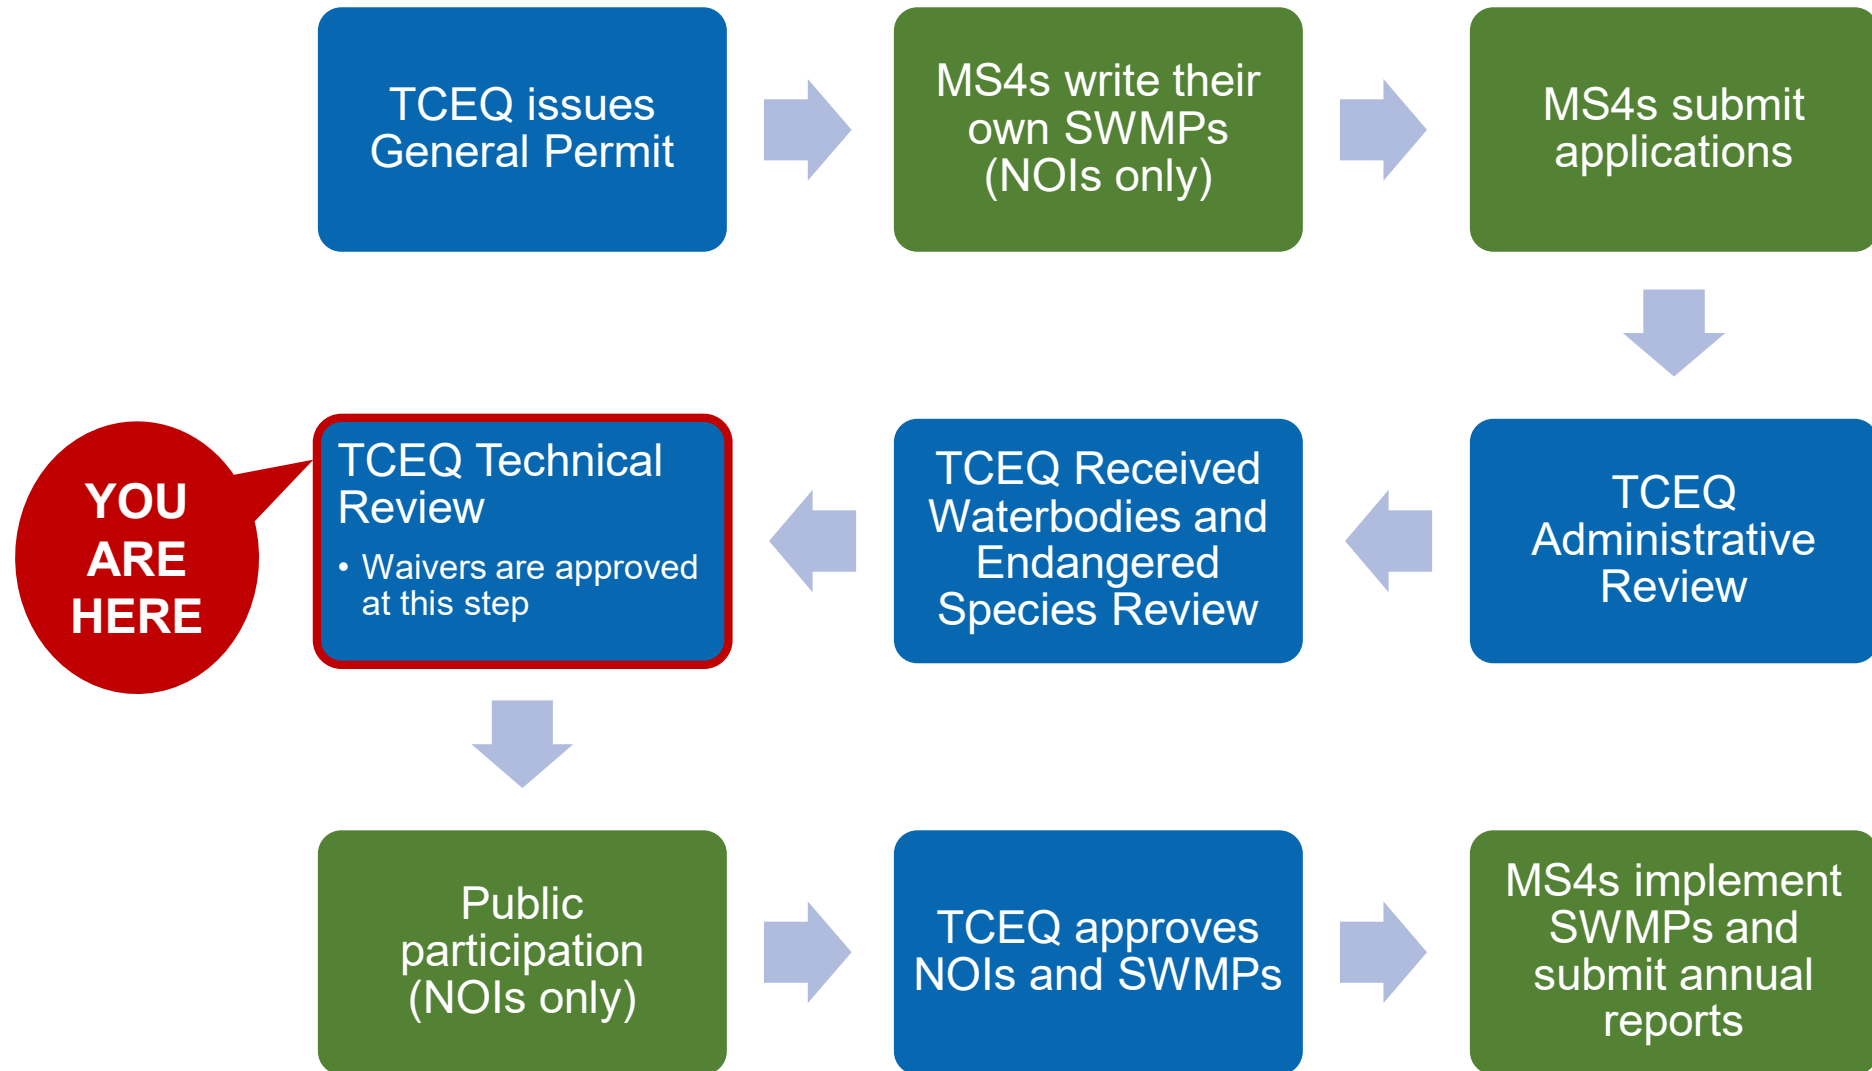 TCEQ issues
General Permit
MS4s write their
own SWMPs
(NOIs only)
MS4s submit
applications
YOU
ARE
HERE
TCEQ Technical
Review
• Waivers are approved
at this step
TCEQ Received
Waterbodies and
Endangered
Species Review
TCEQ
Administrative
Review
Public
participation
(NOIs only)
TCEQ approves
NOIs and SWMPs
MS4s implement
SWMPs and
submit annual
reports